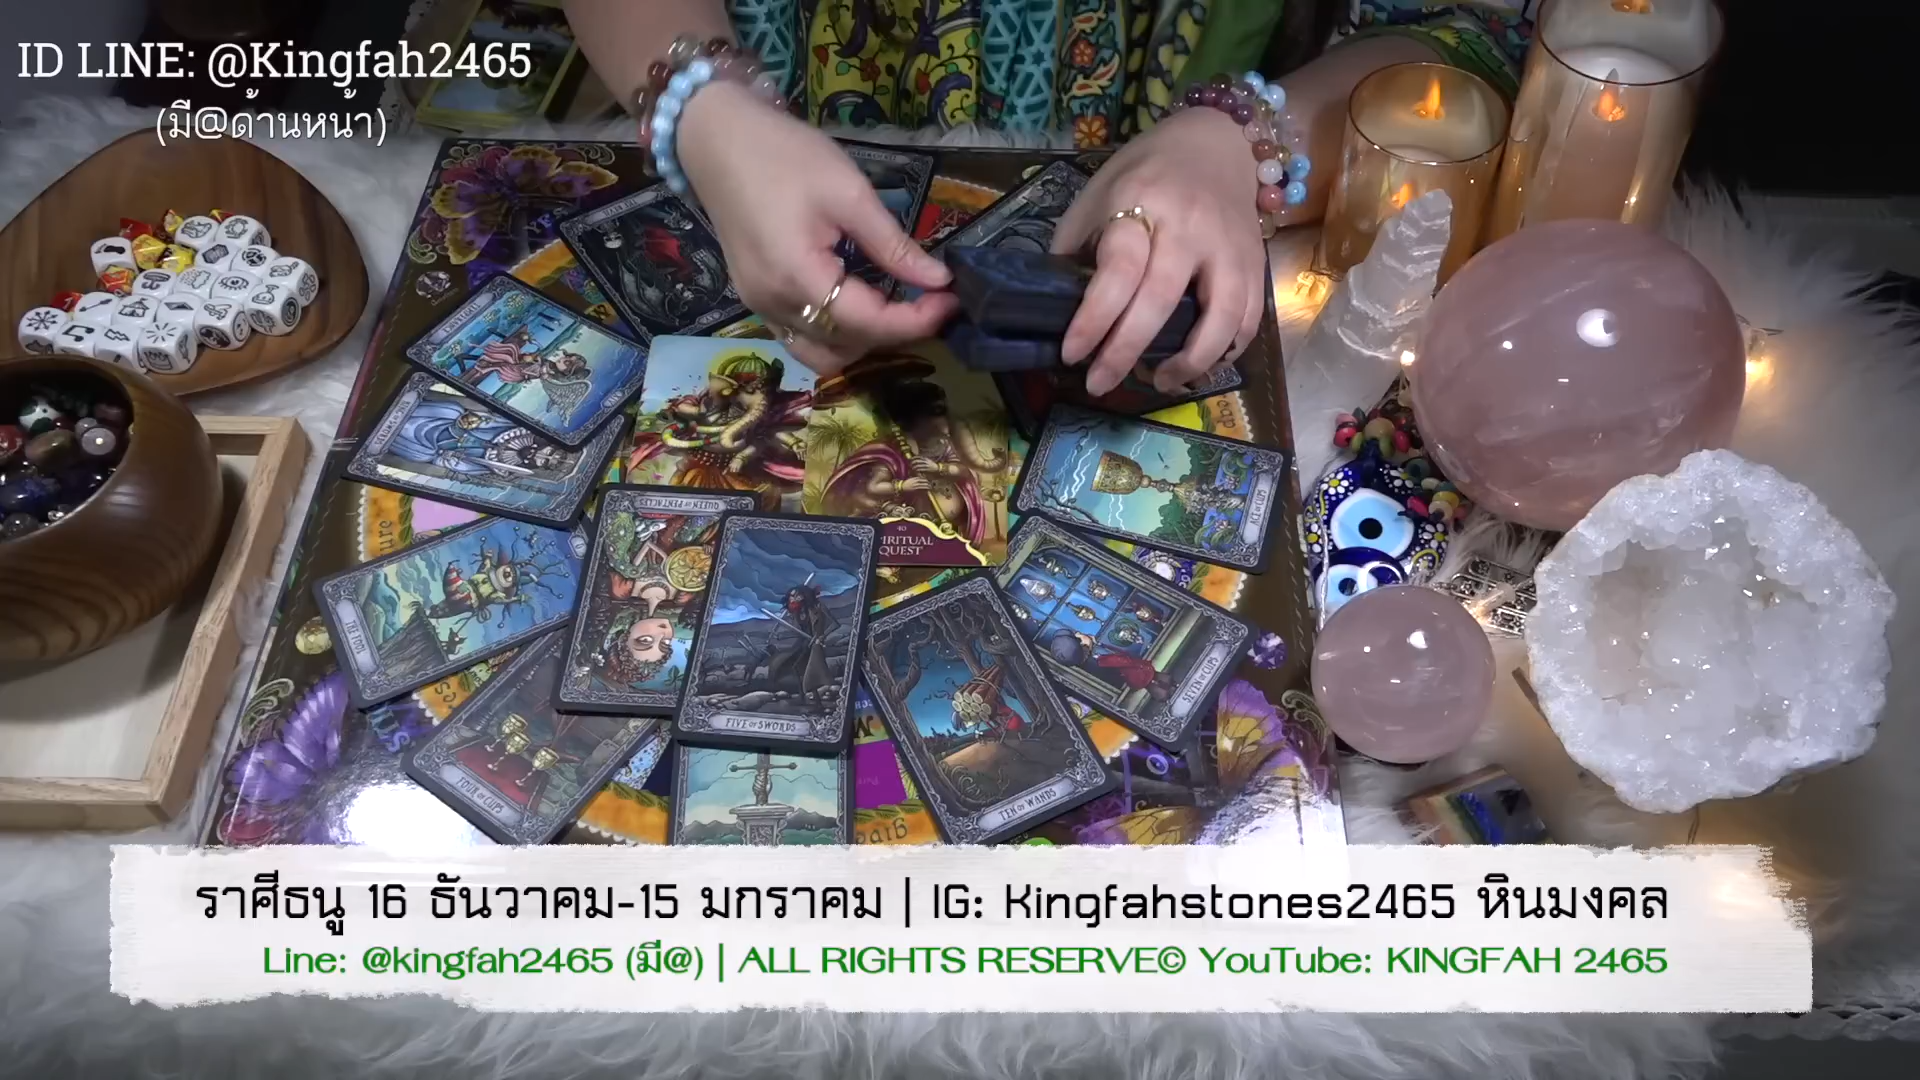 ID LINE: @Kingfah2465
(มี@ด้านหน้า)
THE FOOL
QUEEN OF PENTACLES
FIVE OF SWORDS
FOUR OF CUPS
TEN OF WANDS
SEVEN OF CUPS
ACE OF CUPS
40
SPIRITUAL
QUEST
ราศีธนู 16 ธันวาคม-15 มกราคม | IG: Kingfahstones2465 หินมงคล
Line: @kingfah2465 (มี@) | ALL RIGHTS RESERVE© YouTube: KINGFAH 2465